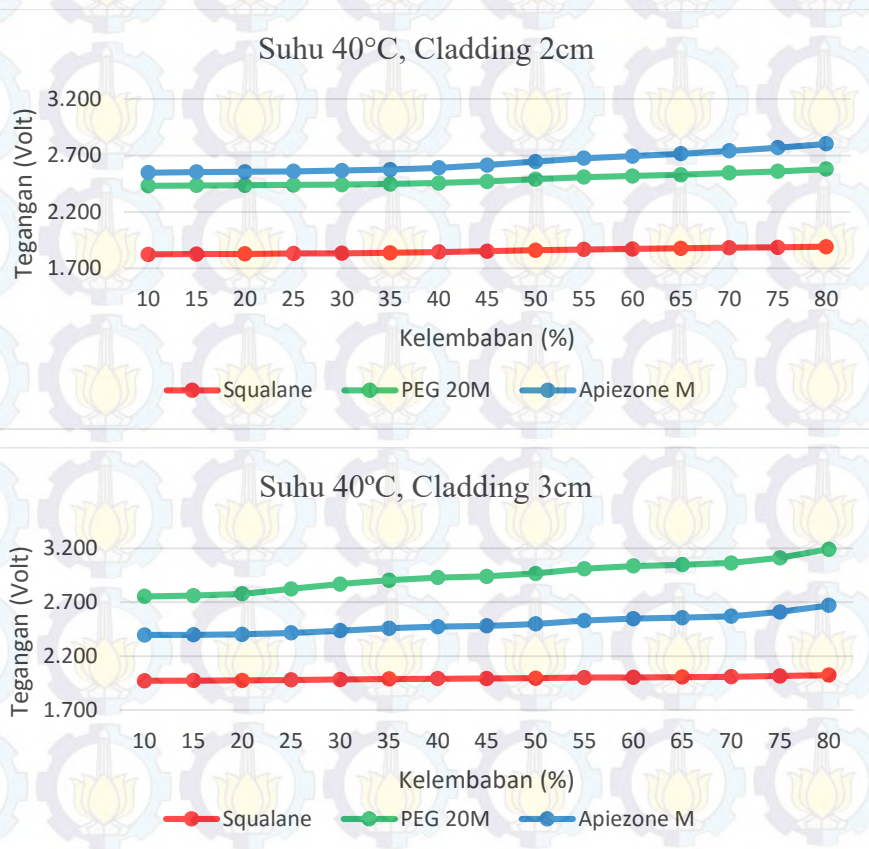 Suhu 40°C, Cladding 2cm
Tegangan (Volt)
3.200
2.700
2.200
1.700
10 15 20 25 30 35 40 45 50 55 60 65 70 75 80
Kelembaban (%)
Squalane PEG 20M Apiezone M
Suhu 40°C, Cladding 3cm
Tegangan (Volt)
3.200
2.700
2.200
1.700
10 15 20 25 30 35 40 45 50 55 60 65 70 75 80
Kelembaban (%)
Squalane PEG 20M Apiezone M